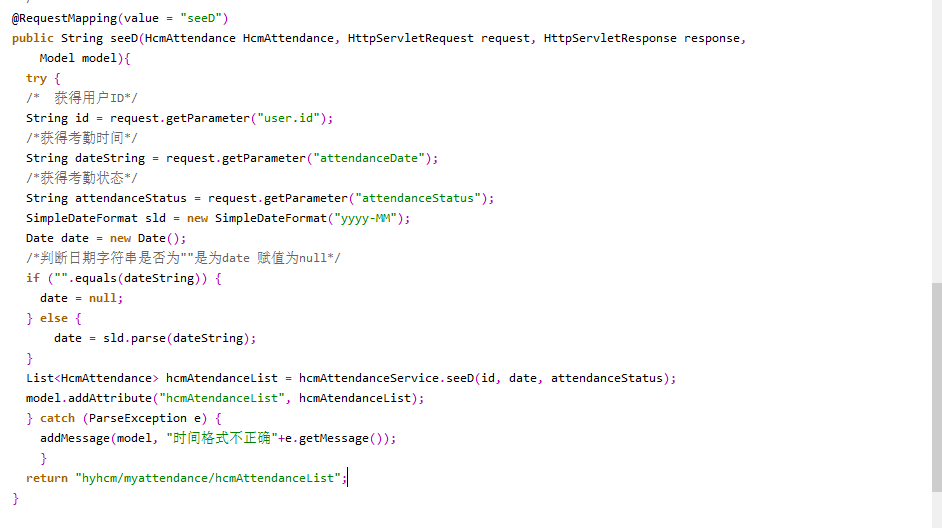 @RequestMapping(value = "seeD")
public String seeD(HcmAttendance HcmAttendance, HttpServletRequest request, HttpServletResponse response,
Model model){
try {
/*  获得用户ID*/
String id = request.getParameter("user.id");
/*获得考勤时间*/
String dateString = request.getParameter("attendanceDate");
/*获得考勤状态*/
String attendanceStatus = request.getParameter("attendanceStatus");
SimpleDateFormat sld = new SimpleDateFormat("yyyy-MM");
Date date = new Date();
/*判断日期字符串是否为""是为date 赋值为null*/
if ("".equals(dateString)) {
date = null;
} else {
date = sld.parse(dateString);
}
List<HcmAttendance> hcmAtendanceList = hcmAttendanceService.seeD(id, date, attendanceStatus);
model.addAttribute("hcmAtendanceList", hcmAtendanceList);
} catch (ParseException e) {
addMessage(model, "时间格式不正确"+e.getMessage());
}
return "hyhcm/myattendance/hcmAttendanceList";
}